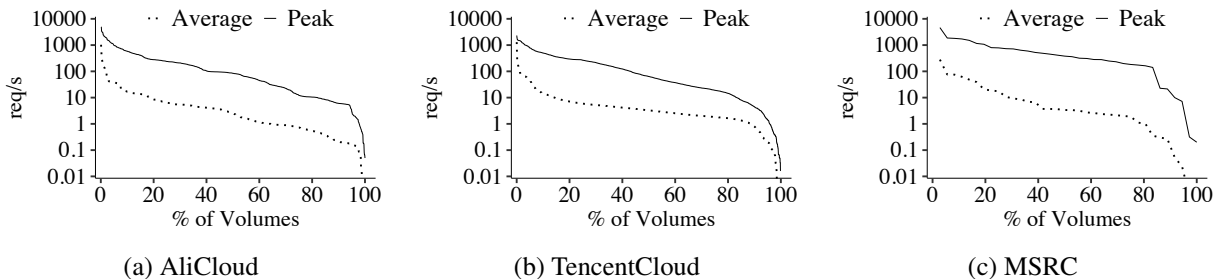 Average Peak
10000
1000
100
10
1
0.1
0.01
req/s
0 20 40 60 80 100
% of Volumes
(a) AliCloud
Average Peak
10000
1000
100
10
1
0.1
0.01
req/s
0 20 40 60 80 100
% of Volumes
(b) TencentCloud
Average Peak
10000
1000
100
10
1
0.1
0.01
req/s
0 20 40 60 80 100
% of Volumes
(c) MSRC